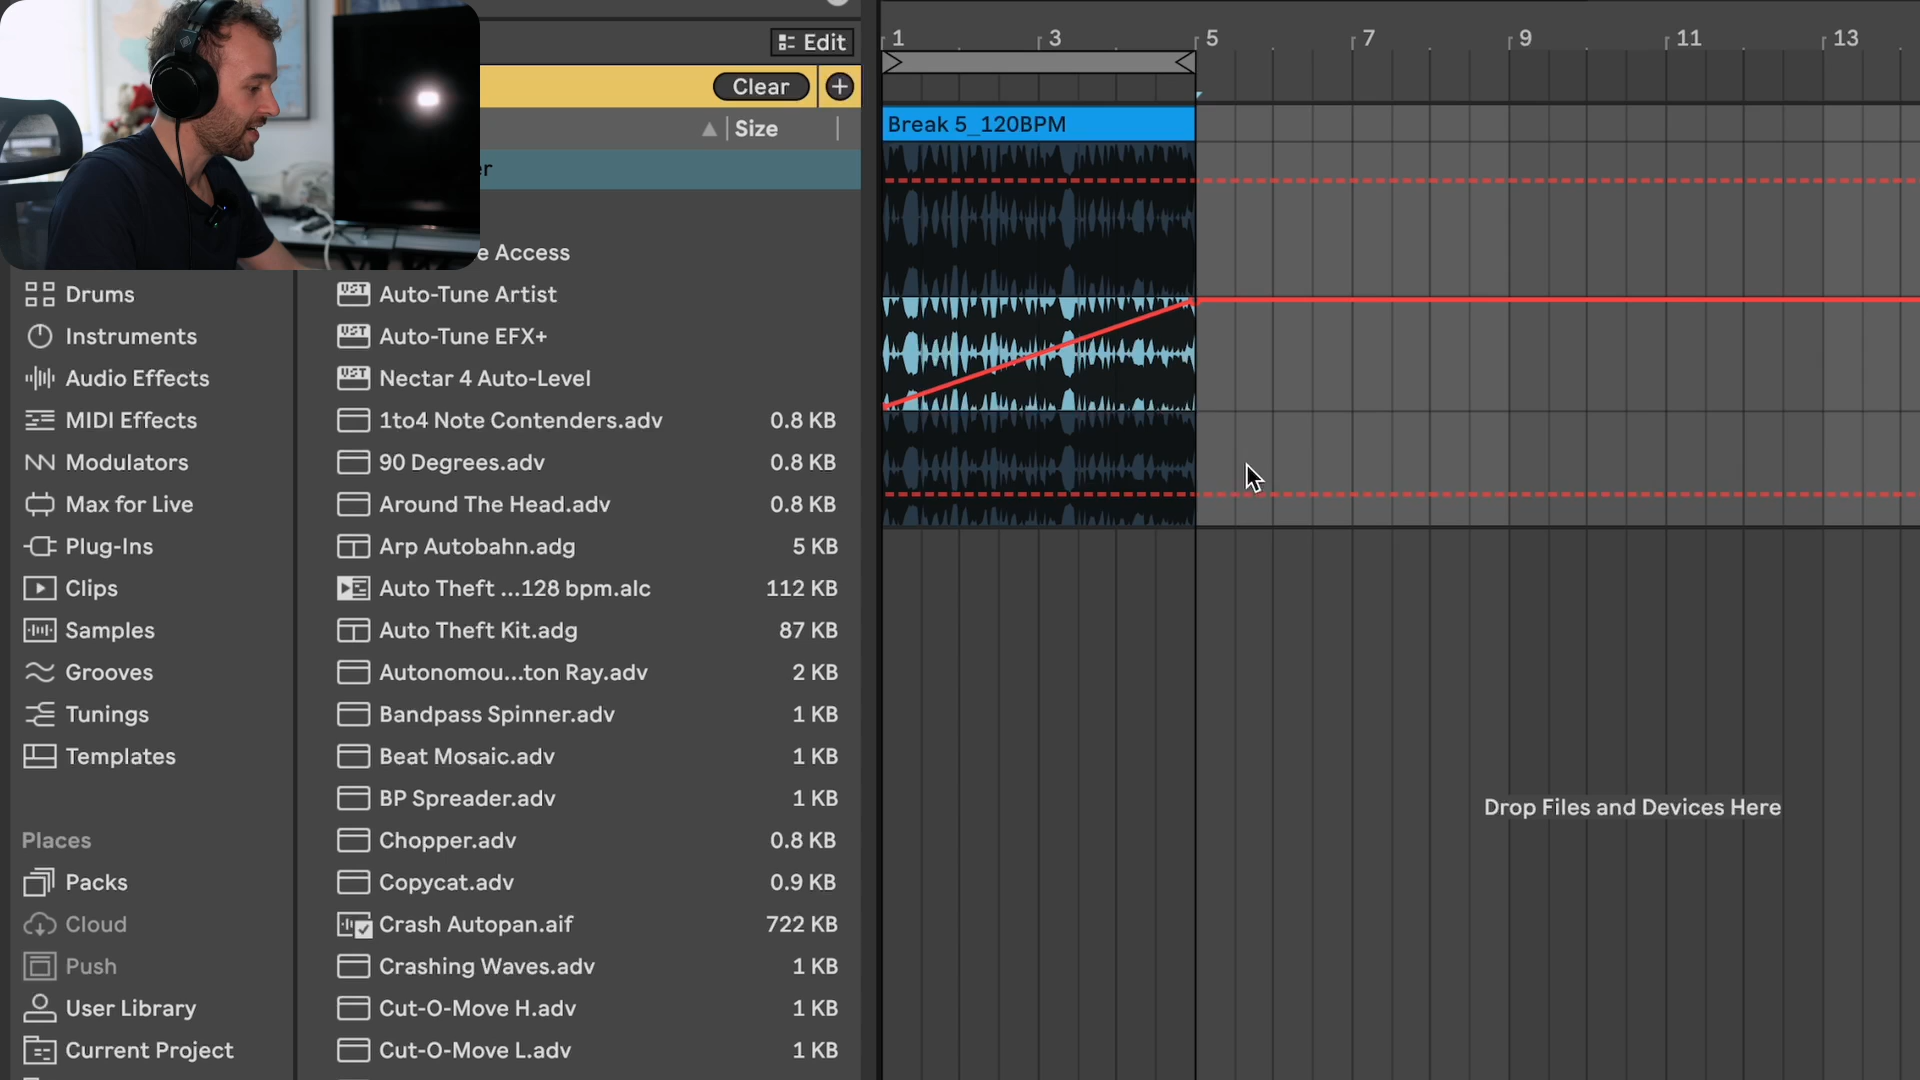 Edit
Clear
Size
er
e Access
Drums
Instruments
Audio Effects
MIDI Effects
Modulators
Max for Live
Plug-Ins
Clips
Samples
Grooves
Tunings
Templates
Places
Packs
Cloud
Push
User Library
Current Project
VST Auto-Tune Artist
VST Auto-Tune EFX+
VST Nectar 4 Auto-Level
1to4 Note Contenders.adv 0.8 KB
90 Degrees.adv 0.8 KB
Around The Head.adv 0.8 KB
Arp Autobahn.adg 5 KB
Auto Theft ...128 bpm.alc 112 KB
Auto Theft Kit.adg 87 KB
Autonomou...ton Ray.adv 2 KB
Bandpass Spinner.adv 1 KB
Beat Mosaic.adv 1 KB
BP Spreader.adv 1 KB
Chopper.adv 0.8 KB
Copycat.adv 0.9 KB
Crash Autopan.aif 722 KB
Crashing Waves.adv 1 KB
Cut-O-Move H.adv 1 KB
Cut-O-Move L.adv 1 KB
1 3 5 7 9 11 13
Break 5_120BPM
Drop Files and Devices Here